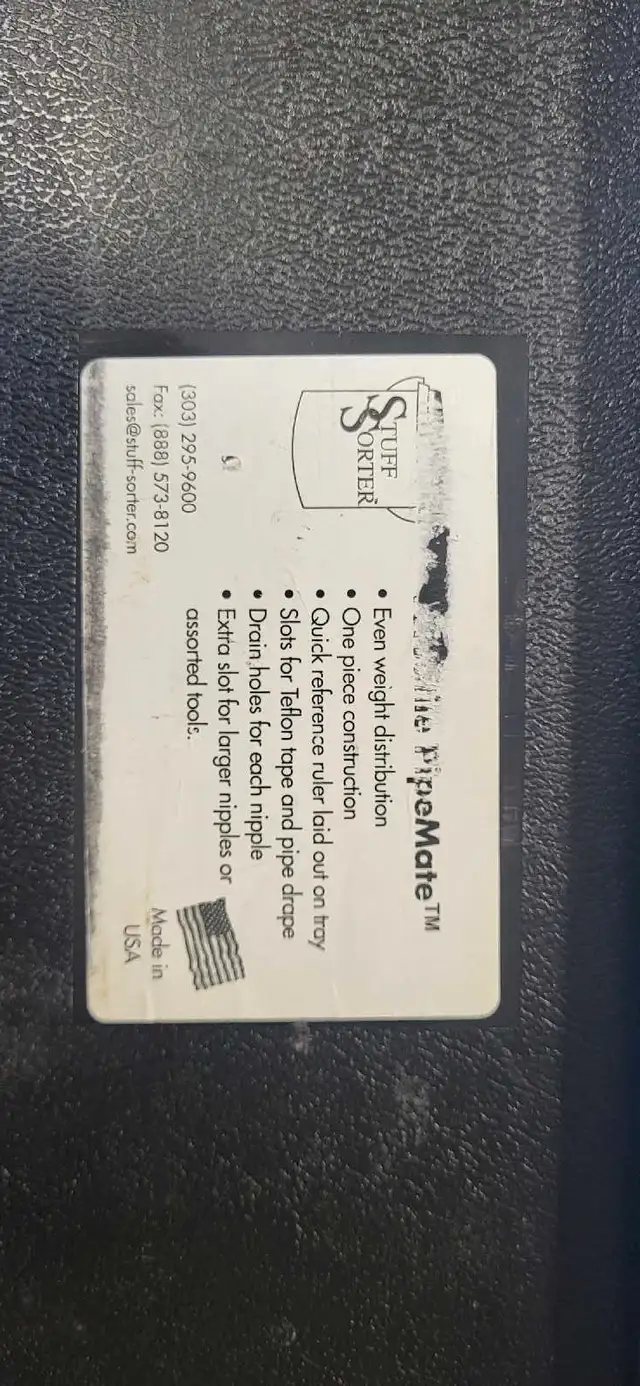 the PipeMate™
STUFF
SORTER™
• Even weight distribution
• One piece construction
• Quick reference ruler laid out on tray
• Slots for Teflon tape and pipe drape
• Drain holes for each nipple
• Extra slot for larger nipples or
assorted tools.
(303) 295-9600
Fax: (888) 573-8120
sales@stuff-sorter.com
Made in
USA